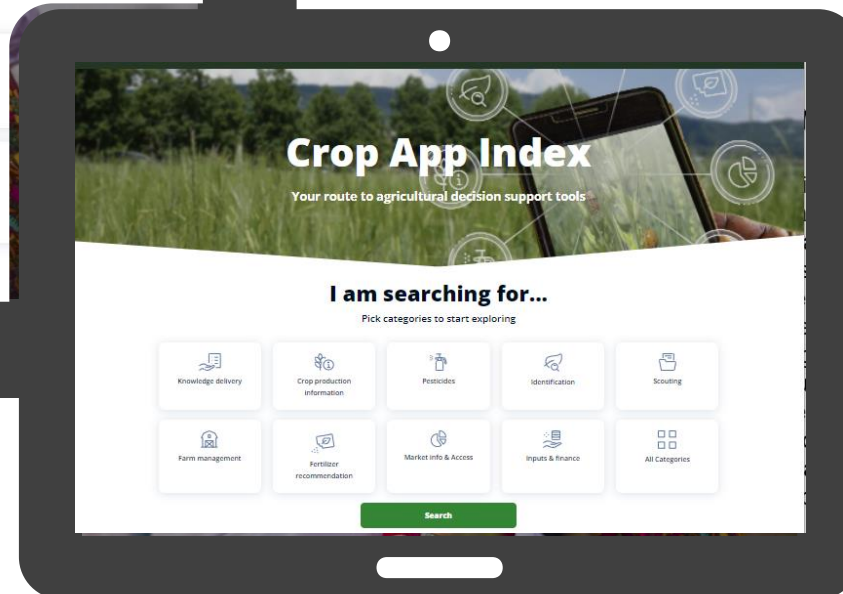 Crop App Index
Your route to agricultural decision support tools
I am searching for...
Pick categories to start exploring
Knowledge delivery
Crop production
information
Pesticides
Identification
Scouting
Farm management
Fertilizer
recommendation
Market info & Access
Inputs & finance
All Categories
Search